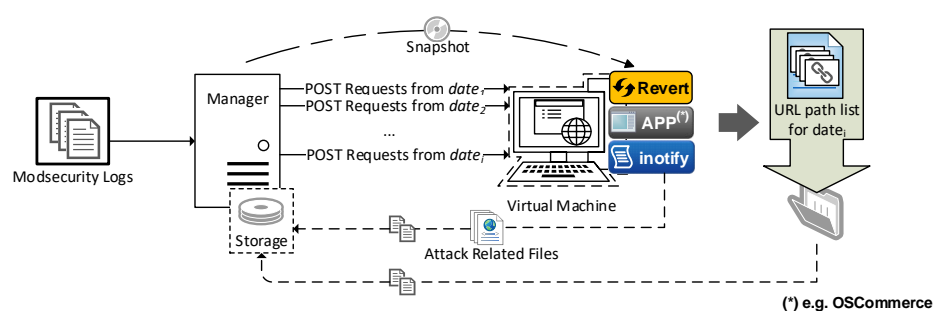 Snapshot
Manager
POST Requests from date1
POST Requests from date2
...
POST Requests from datei
Revert
APP(*)
inotify
URL path list
for datei
Modsecurity Logs
Virtual Machine
Storage
Attack Related Files
(*) e.g. OSCommerce